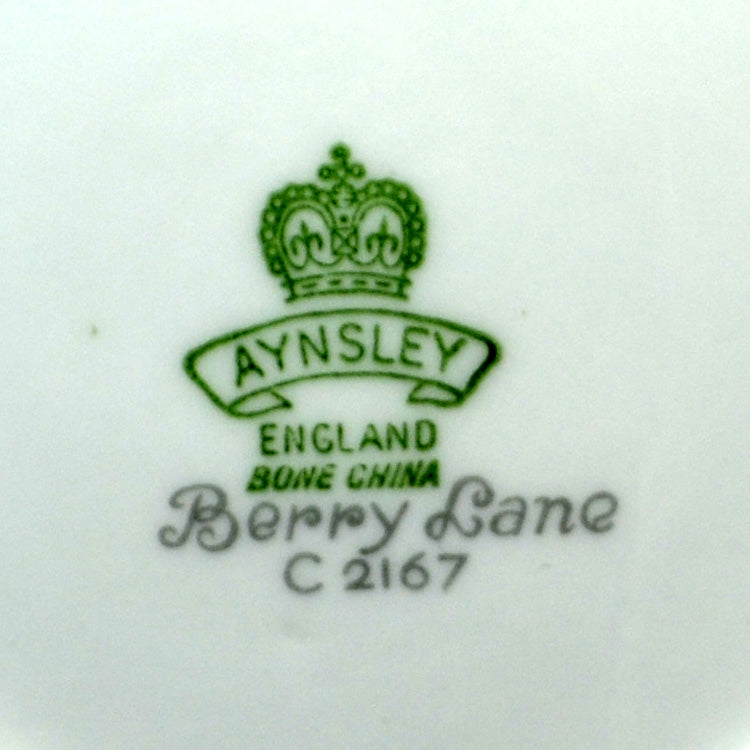 AYNSLEY
ENGLAND
BONE CHINA
Berry Lane
C 2167